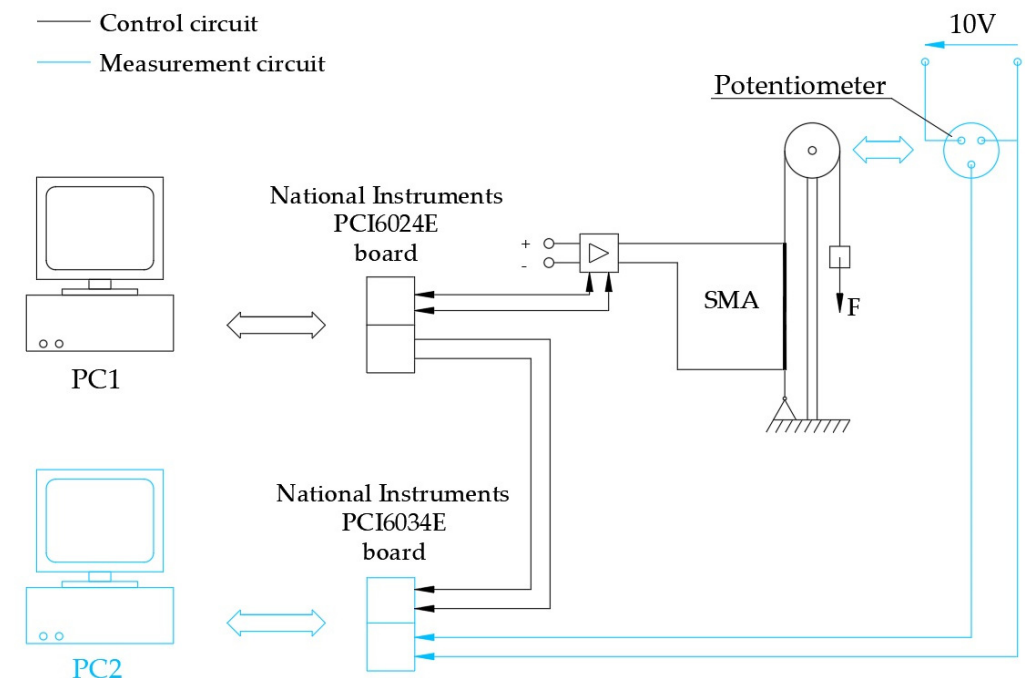 Control circuit
Measurement circuit
10V
Potentiometer
National Instruments
PCI6024E
board
+
-
SMA
F
PC1
National Instruments
PCI6034E
board
PC2